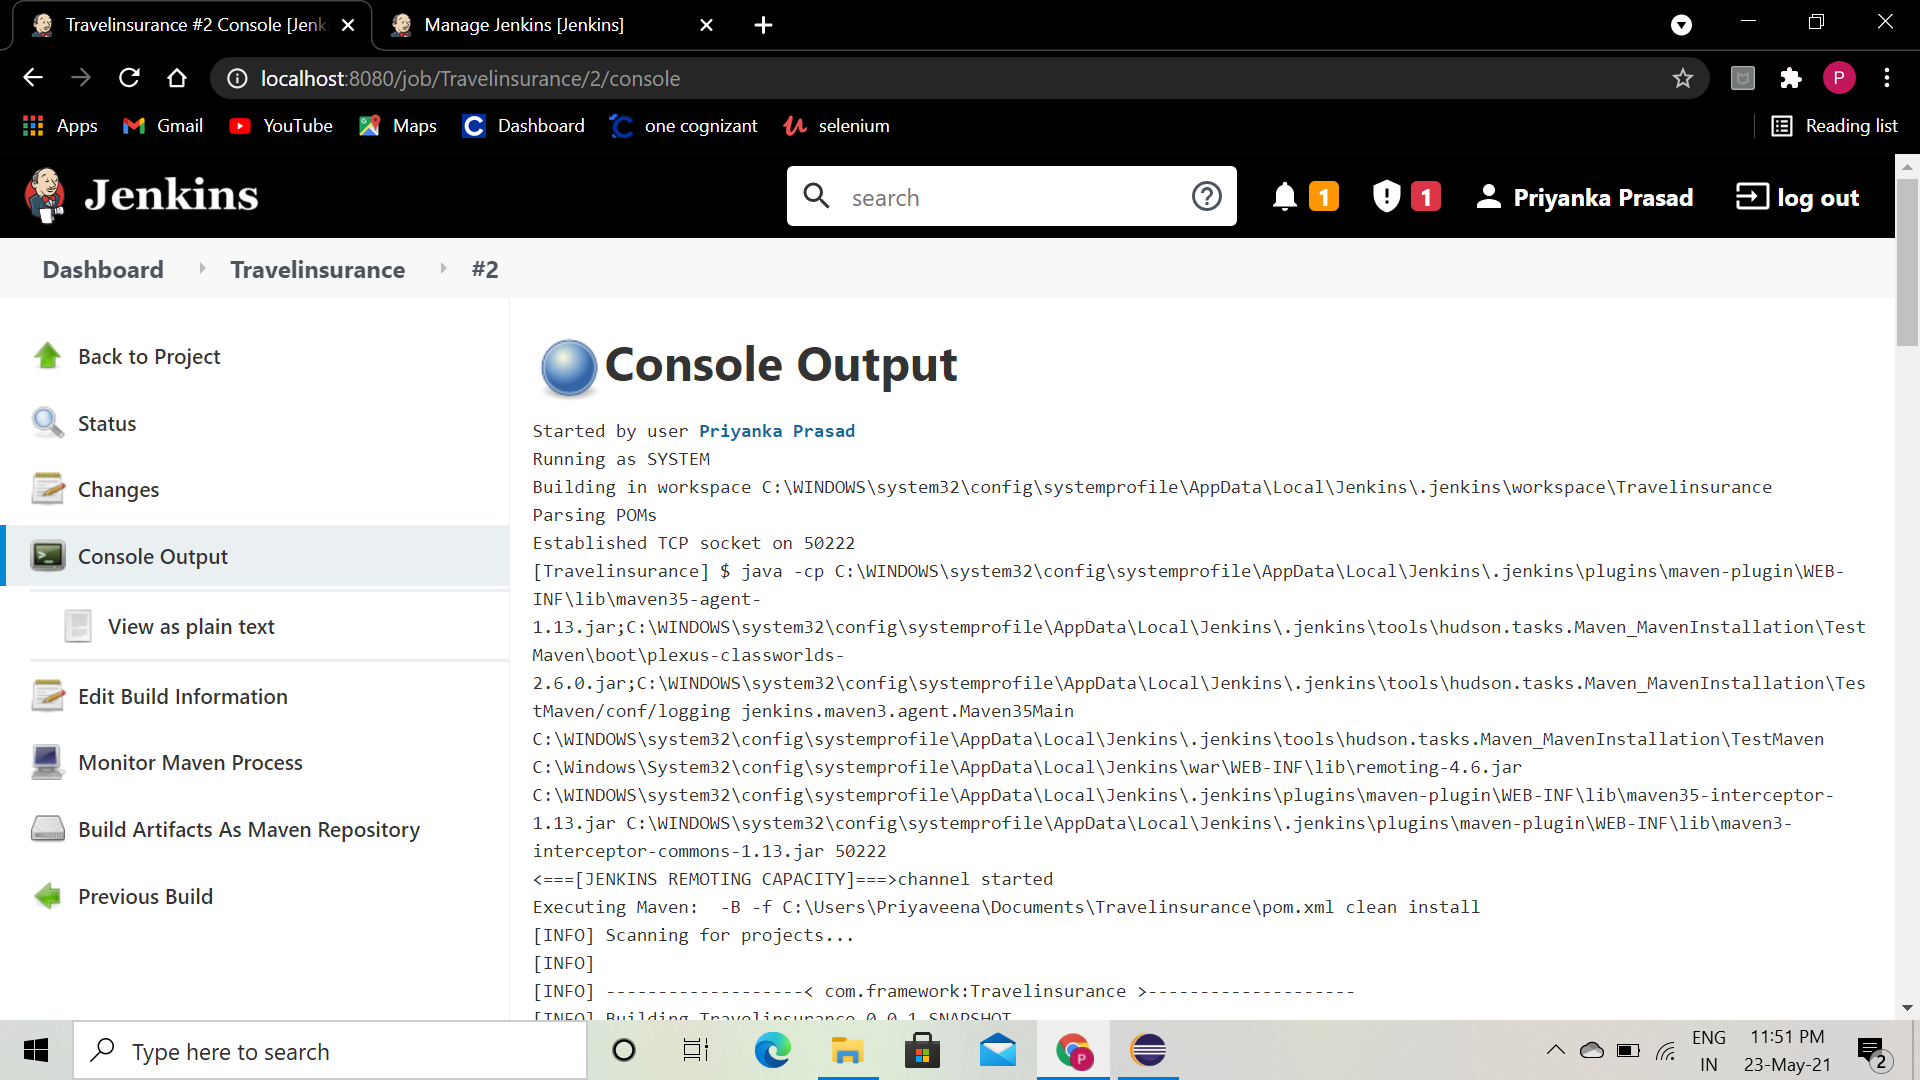 Travelinsurance #2 Console [Jenk
Manage Jenkins [Jenkins]
localhost:8080/job/Travelinsurance/2/console
P
Apps
Gmail
YouTube
Maps
Dashboard
one cognizant
selenium
Reading list
Jenkins
search
1
1
Priyanka Prasad
log out
Dashboard
Travelinsurance
#2
Back to Project
Status
Changes
Console Output
View as plain text
Edit Build Information
Monitor Maven Process
Build Artifacts As Maven Repository
Previous Build
Console Output
Started by user Priyanka Prasad
Running as SYSTEM
Building in workspace C:\WINDOWS\system32\config\systemprofile\AppData\Local\Jenkins\.jenkins\workspace\Travelinsurance
Parsing POMs
Established TCP socket on 50222
[Travelinsurance] $ java -cp C:\WINDOWS\system32\config\systemprofile\AppData\Local\Jenkins\.jenkins\plugins\maven-plugin\WEB-
INF\lib\maven35-agent-
1.13.jar;C:\WINDOWS\system32\config\systemprofile\AppData\Local\Jenkins\.jenkins\tools\hudson.tasks.Maven_MavenInstallation\Test
Maven\boot\plexus-classworlds-
2.6.0.jar;C:\WINDOWS\system32\config\systemprofile\AppData\Local\Jenkins\.jenkins\tools\hudson.tasks.Maven_MavenInstallation\Tes
tMaven/conf/logging jenkins.maven3.agent.Maven35Main
C:\WINDOWS\system32\config\systemprofile\AppData\Local\Jenkins\.jenkins\tools\hudson.tasks.Maven_MavenInstallation\TestMaven
C:\Windows\System32\config\systemprofile\AppData\Local\Jenkins\war\WEB-INF\lib\remoting-4.6.jar
C:\WINDOWS\system32\config\systemprofile\AppData\Local\Jenkins\.jenkins\plugins\maven-plugin\WEB-INF\lib\maven35-interceptor-
1.13.jar C:\WINDOWS\system32\config\systemprofile\AppData\Local\Jenkins\.jenkins\plugins\maven-plugin\WEB-INF\lib\maven3-
interceptor-commons-1.13.jar 50222
<===[JENKINS REMOTING CAPACITY]===>channel started
Executing Maven:  -B -f C:\Users\Priyaveena\Documents\Travelinsurance\pom.xml clean install
[INFO] Scanning for projects...
[INFO]
[INFO] -------------------< com.framework:Travelinsurance >--------------------
[INFO] Building Travelinsurance 0.0.1-SNAPSHOT
Type here to search
P
ENG
IN
11:51 PM
23-May-21
2